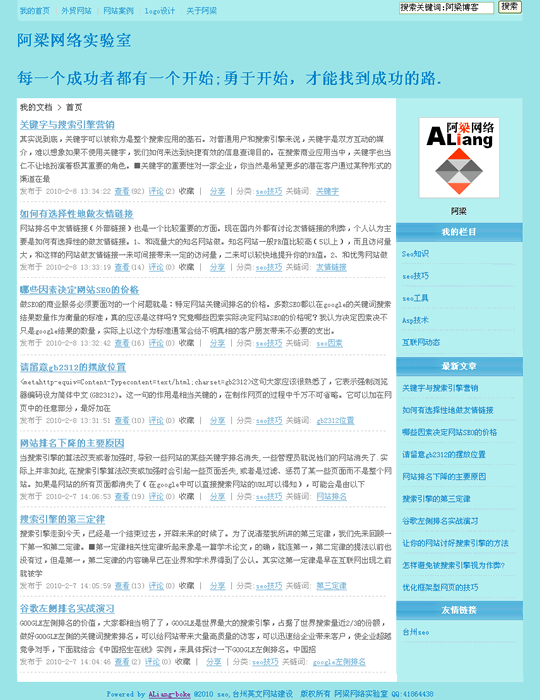 我的首页 外贸网站 网站案例 logo设计 关于阿梁
搜索关键词:阿梁博客 搜索
阿梁网络实验室
每一个成功者都有一个开始;勇于开始, 才能找到成功的路.
我的文档 > 首页
关键字与搜索引擎营销
其实说到底，关键字可以被称为是整个搜索应用的基石。对普通用户和搜索引擎来说，关键字是双方互动的媒
介，难以想象如果不使用关键字，我们如何来达到快捷有效的信息查询目的。在搜索商业应用当中，关键字也当
仁不让地扮演着极其重要的角色。■关键字的重要性对一家企业，你当然是希望更多的潜在客户通过某种形式的
渠道在最
发布于 2010-2-8 13:34:22 查看(92) 评论(2) 收藏 | 分享 | 分类:seo技巧 关键词: 关键字
如何有选择性地做友情链接
网站排名中友情链接（外部链接）也是一个比较重要的方面。现在国内外都有讨论友情链接的利弊，个人认为主
要是如何有选择性的做友情链接。1、和流量大的知名网站做。知名网站一般PR值比较高（5以上），而且访问量
大，和这样的网站做友情链接一来可间接带来一定的访问量，二来可以较快地提升你的PR值。2、和优秀网站做
发布于 2010-2-8 13:33:19 查看(14) 评论(0) 收藏 | 分享 | 分类:seo技巧 关键词: 友情链接
哪些因素决定网站SEO的价格
做SEO的商业服务必须要面对的一个问题就是：特定网站关键词排名的价格。多数SEO都以在google的关键词搜索
结果数量作为衡量的标准，真的应该是这样吗？究竟哪些因素实际决定网站SEO的价格呢？我认为决定因素决不
只是google结果的数量，实际上以这个为标准通常会给不明真相的客户朋友带来不必要的支出。
发布于 2010-2-8 13:32:42 查看(16) 评论(0) 收藏 | 分享 | 分类:seo技巧 关键词: seo因素
请留意gb2312的摆放位置
<metahttp-equiv=Content-Typecontent=text/html;charset=gb2312>这句大家应该很熟悉了，它表示强制浏览
器编码设为简体中文(GB2312)。这一句的作用是相当关键的，在制作网页的过程中千万不可省略。它可以加在网
页中的任意部分，最好加在
发布于 2010-2-8 13:31:51 查看(10) 评论(0) 收藏 | 分享 | 分类:seo技巧 关键词: gb2312位置
网站排名下降的主要原因
当搜索引擎的算法改变或者加强时,导致一些网站的某些关键字排名消失,一些管理员就说他们的网站消失了.实
际上并非如此,在搜索引擎算法改变或加强时会引起一些页面丢失,或者是过滤、惩罚了某一页面而不是整个网
站。如果是网站的所有页面都消失了（在google中可以直接搜索网站的URL可以得知），可能会是由以下
发布于 2010-2-7 14:06:53 查看(19) 评论(0) 收藏 | 分享 | 分类:seo技巧 关键词: 网站排名
搜索引擎的第三定律
搜索引擎走到今天，已经是一个结束过去，开辟未来的时候了。为了说清楚我所讲的第三定律，我们先来回顾一
下第一和第二定律。■第一定律相关性定律听起来象是一篇学术论文，的确，就连第一，第二定律的提法以前也
没有过，但是第一，第二定律的内容确早已在业界和学术界得到了公认。其实这第一定律是早在互联网出现之前
就被学
发布于 2010-2-7 14:05:59 查看(13) 评论(0) 收藏 | 分享 | 分类:seo技巧 关键词: 第三定律
谷歌左侧排名实战演习
GOOGLE左侧排名的价值，大家都相当明了了，GOOGLE是世界最大的搜索引擎，占据了世界搜索量近2/3的份额，
做好GOOGLE左侧的关键词搜索排名，可以给网站带来大量高质量的访客，可以迅速给企业带来客户，使企业超越
竞争对手，下面就结合《中国招生在线》实例，来具体探讨一下GOOGLE左侧排名。中国招
发布于 2010-2-7 14:04:46 查看(2) 评论(0) 收藏 | 分享 | 分类:seo技巧 关键词: google左侧排名
阿梁网络
ALiang
阿梁
我的栏目
Seo知识
seo技巧
seo工具
Asp技术
互联网动态
最新文章
关键字与搜索引擎营销
如何有选择性地做友情链接
哪些因素决定网站SEO的价格
请留意gb2312的摆放位置
网站排名下降的主要原因
搜索引擎的第三定律
谷歌左侧排名实战演习
让你的网站讨好搜索引擎的方法
怎样避免被搜索引擎视为作弊?
优化框架型网页的技巧
友情链接
台州seo
Powered by ALiang-boke @2010 seo,台州英文网站建设 版权所有 阿梁网络实验室 QQ:41864438